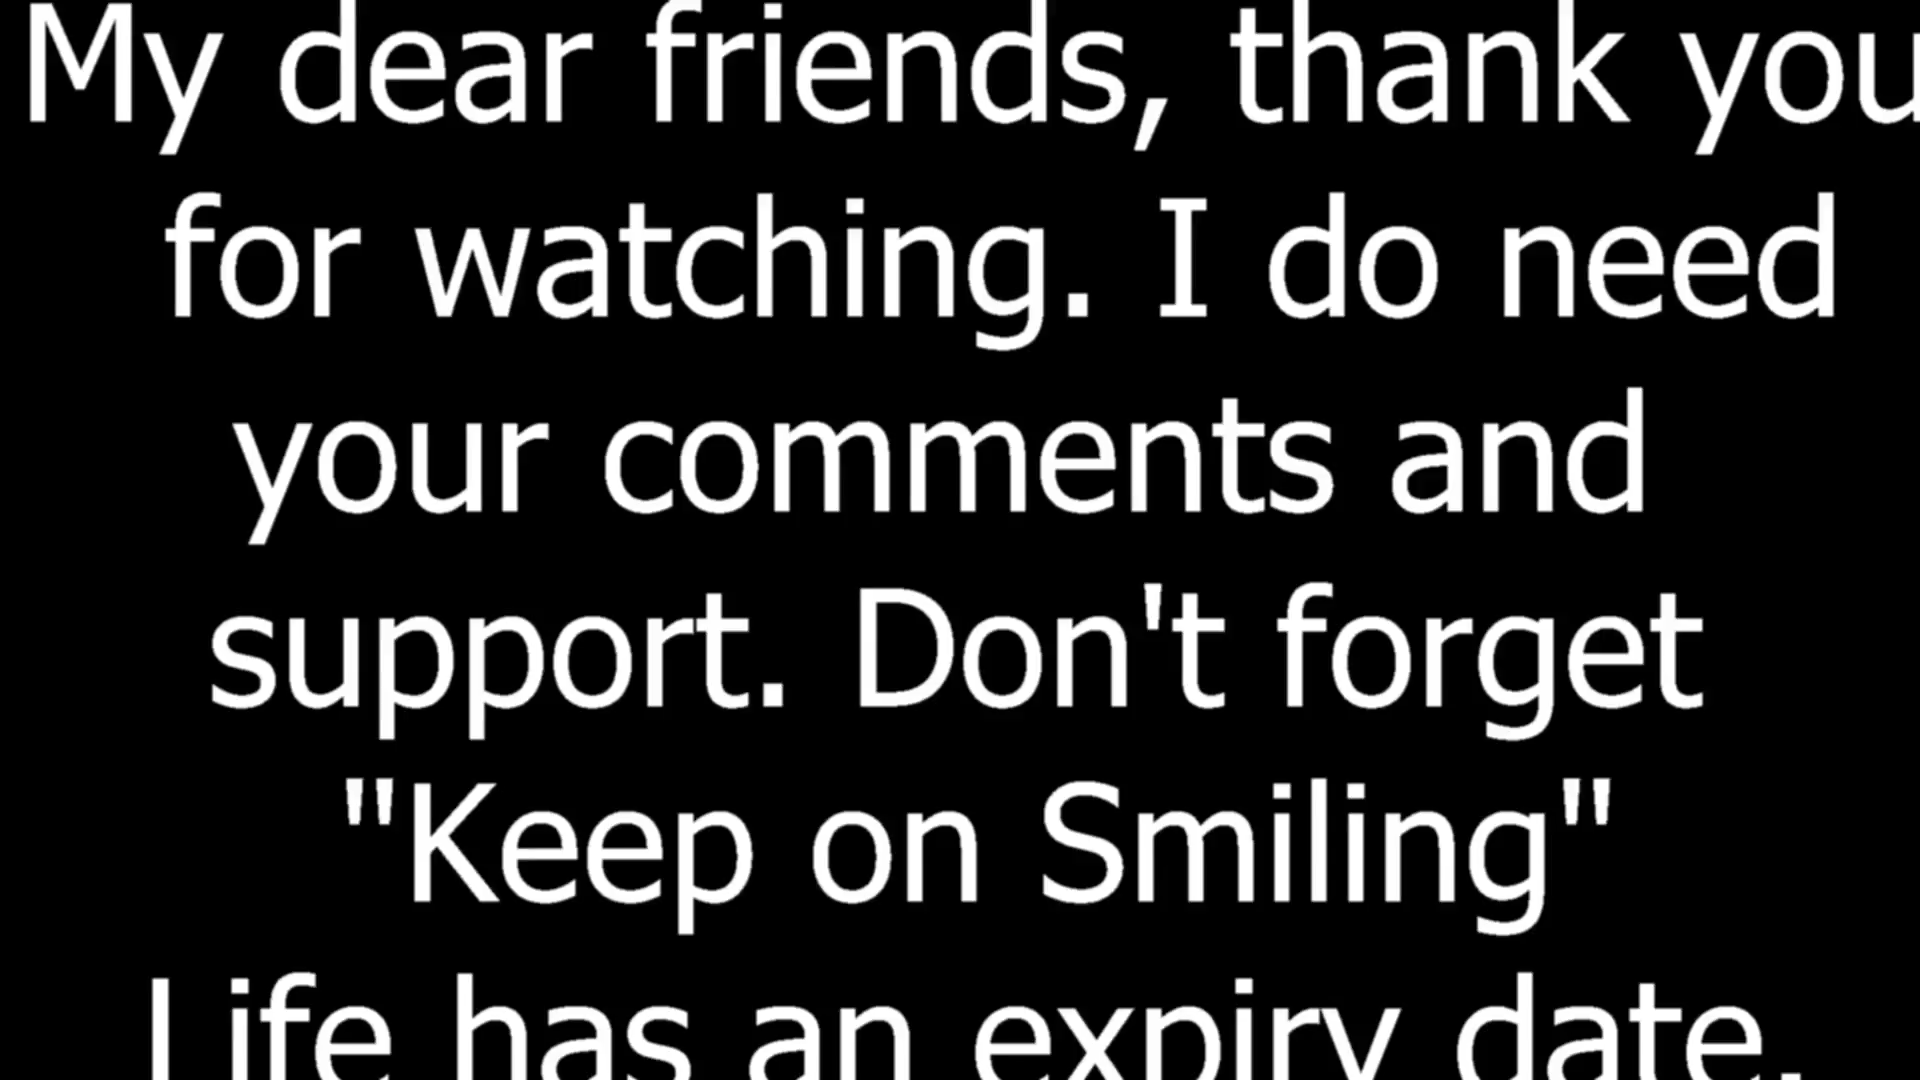 My dear friends, thank you
for watching. I do need
your comments and
support. Don't forget
"Keep on Smiling"
Life has an expiry date.